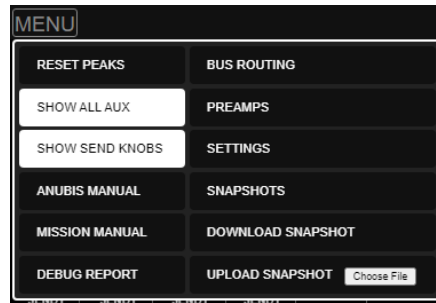 MENU
RESET PEAKS
BUS ROUTING
SHOW ALL AUX
PREAMPS
SHOW SEND KNOBS
SETTINGS
ANUBIS MANUAL
SNAPSHOTS
MISSION MANUAL
DOWNLOAD SNAPSHOT
DEBUG REPORT
UPLOAD SNAPSHOT Choose File